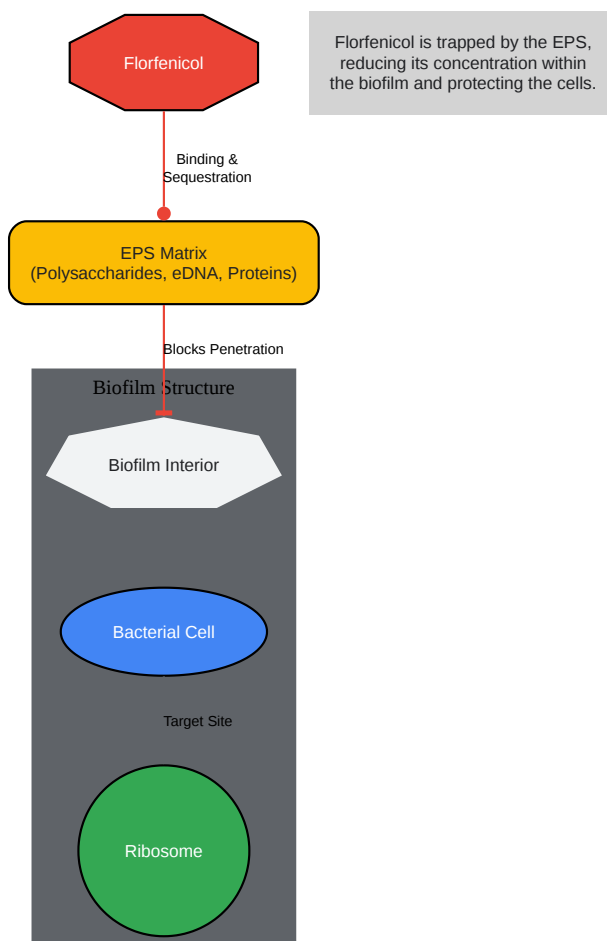 Florfenicol
Florfenicol is trapped by the EPS,
reducing its concentration within
the biofilm and protecting the cells.
Binding &
Sequestration
EPS Matrix
(Polysaccharides, eDNA, Proteins)
Blocks Penetration
Biofilm Structure
Biofilm Interior
Bacterial Cell
Target Site
Ribosome